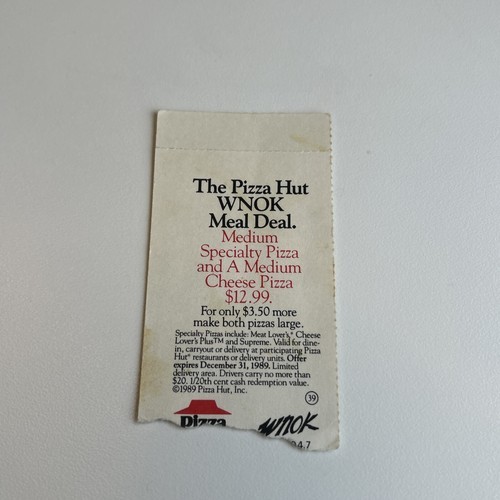 The Pizza Hut
WNOK
Meal Deal.
Medium
Specialty Pizza
and A Medium
Cheese Pizza
$12.99.
For only $3.50 more
make both pizzas large.
Specialty Pizzas include: Meat Lover's,® Cheese
Lover's Plus™ and Supreme. Valid for dine-
in, carryout or delivery at participating Pizza
Hut® restaurants or delivery units. Offer
expires December 31, 1989. Limited
delivery area. Drivers carry no more than
$20. 1/20th cent cash redemption value.
©1989 Pizza Hut, Inc.
39
Pizza
WNOK